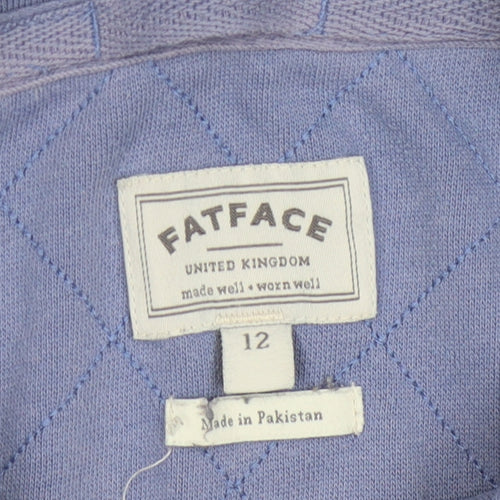 FATFACE
UNITED KINGDOM
made well • worn well
12
Made in Pakistan